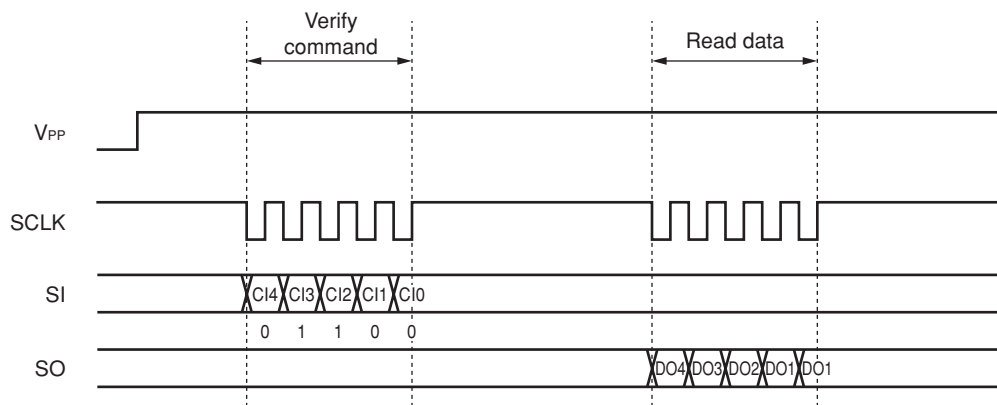 Verify
command
Read data
VPP
SCLK
SI
CI4 CI3 CI2 CI1 CI0
0 1 1 0 0
SO
DO4 DO3 DO2 DO1 DO1